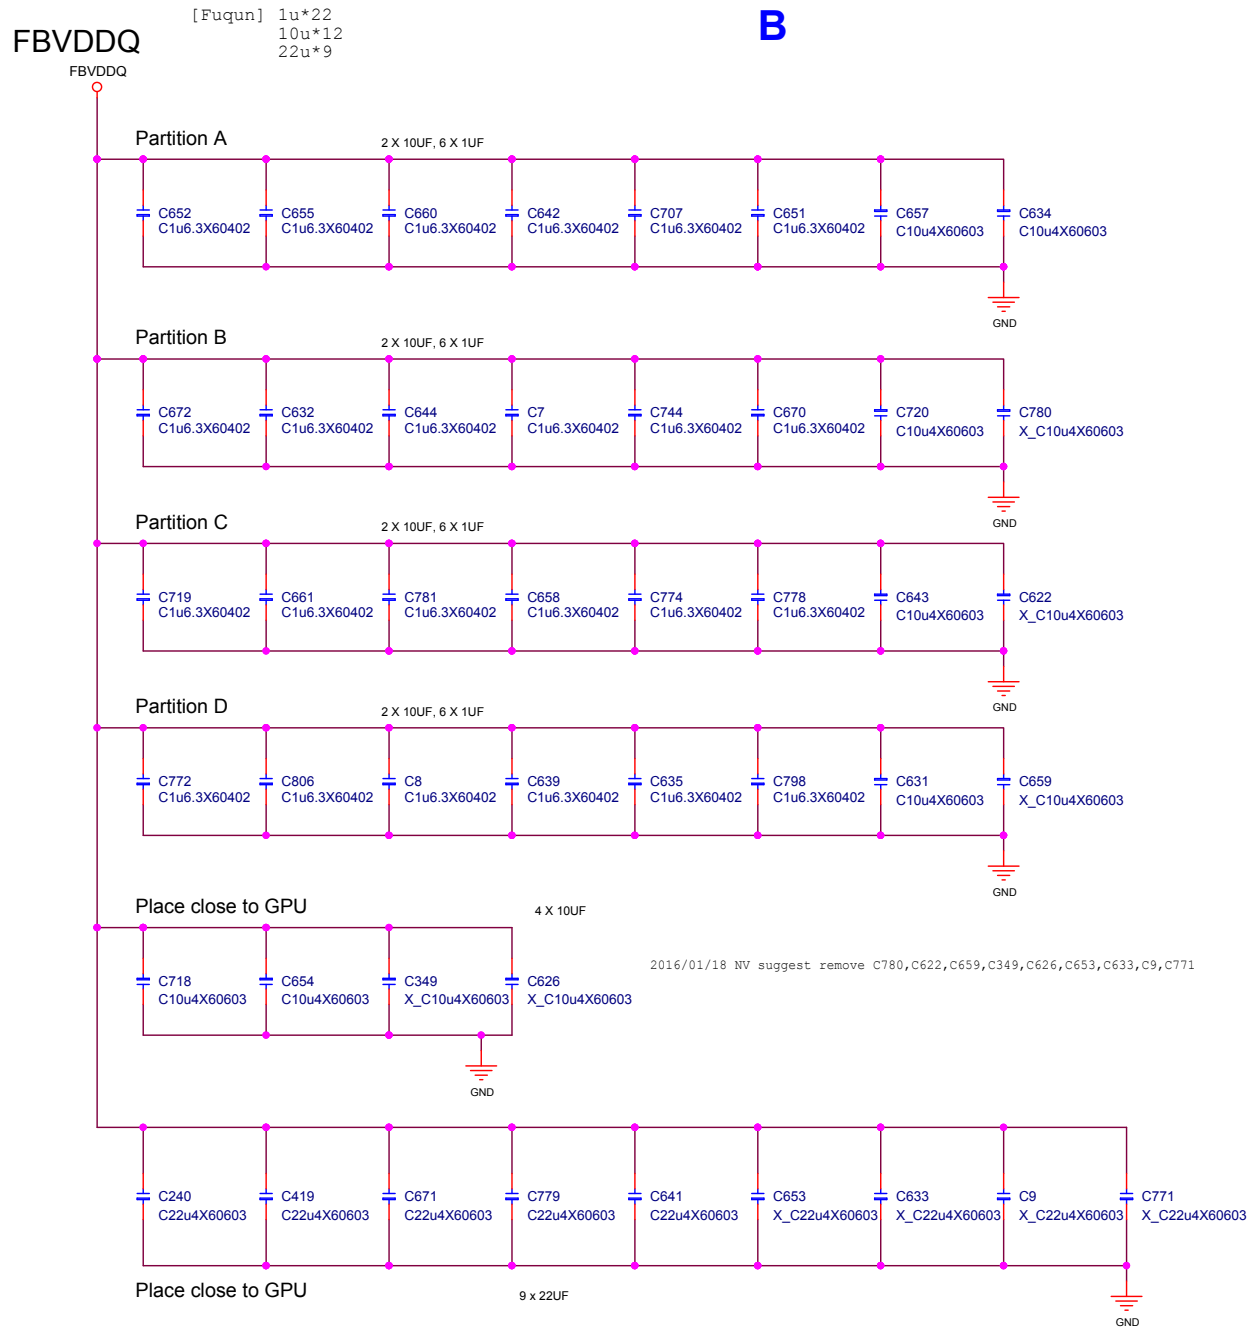 [Fuqun] 1u*22
10u*12
22u*9
B
FBVDDQ
FBVDDQ
Partition A
2 X 10UF, 6 X 1UF
C652 C655 C660 C642 C707 C651 C657 C634
C1u6.3X60402 C1u6.3X60402 C1u6.3X60402 C1u6.3X60402 C1u6.3X60402 C1u6.3X60402 C10u4X60603 C10u4X60603
GND
Partition B
2 X 10UF, 6 X 1UF
C672 C632 C644 C7 C744 C670 C720 C780
C1u6.3X60402 C1u6.3X60402 C1u6.3X60402 C1u6.3X60402 C1u6.3X60402 C1u6.3X60402 C10u4X60603 X_C10u4X60603
GND
Partition C
2 X 10UF, 6 X 1UF
C719 C661 C781 C658 C774 C778 C643 C622
C1u6.3X60402 C1u6.3X60402 C1u6.3X60402 C1u6.3X60402 C1u6.3X60402 C1u6.3X60402 C10u4X60603 X_C10u4X60603
GND
Partition D
2 X 10UF, 6 X 1UF
C772 C806 C8 C639 C635 C798 C631 C659
C1u6.3X60402 C1u6.3X60402 C1u6.3X60402 C1u6.3X60402 C1u6.3X60402 C1u6.3X60402 C10u4X60603 X_C10u4X60603
GND
Place close to GPU
4 X 10UF
2016/01/18 NV suggest remove C780,C622,C659,C349,C626,C653,C633,C9,C771
C718 C654 C349 C626
C10u4X60603 C10u4X60603 X_C10u4X60603 X_C10u4X60603
GND
C240 C419 C671 C779 C641 C653 C633 C9 C771
C22u4X60603 C22u4X60603 C22u4X60603 C22u4X60603 C22u4X60603 X_C22u4X60603 X_C22u4X60603 X_C22u4X60603 X_C22u4X60603
Place close to GPU
9 x 22UF
GND